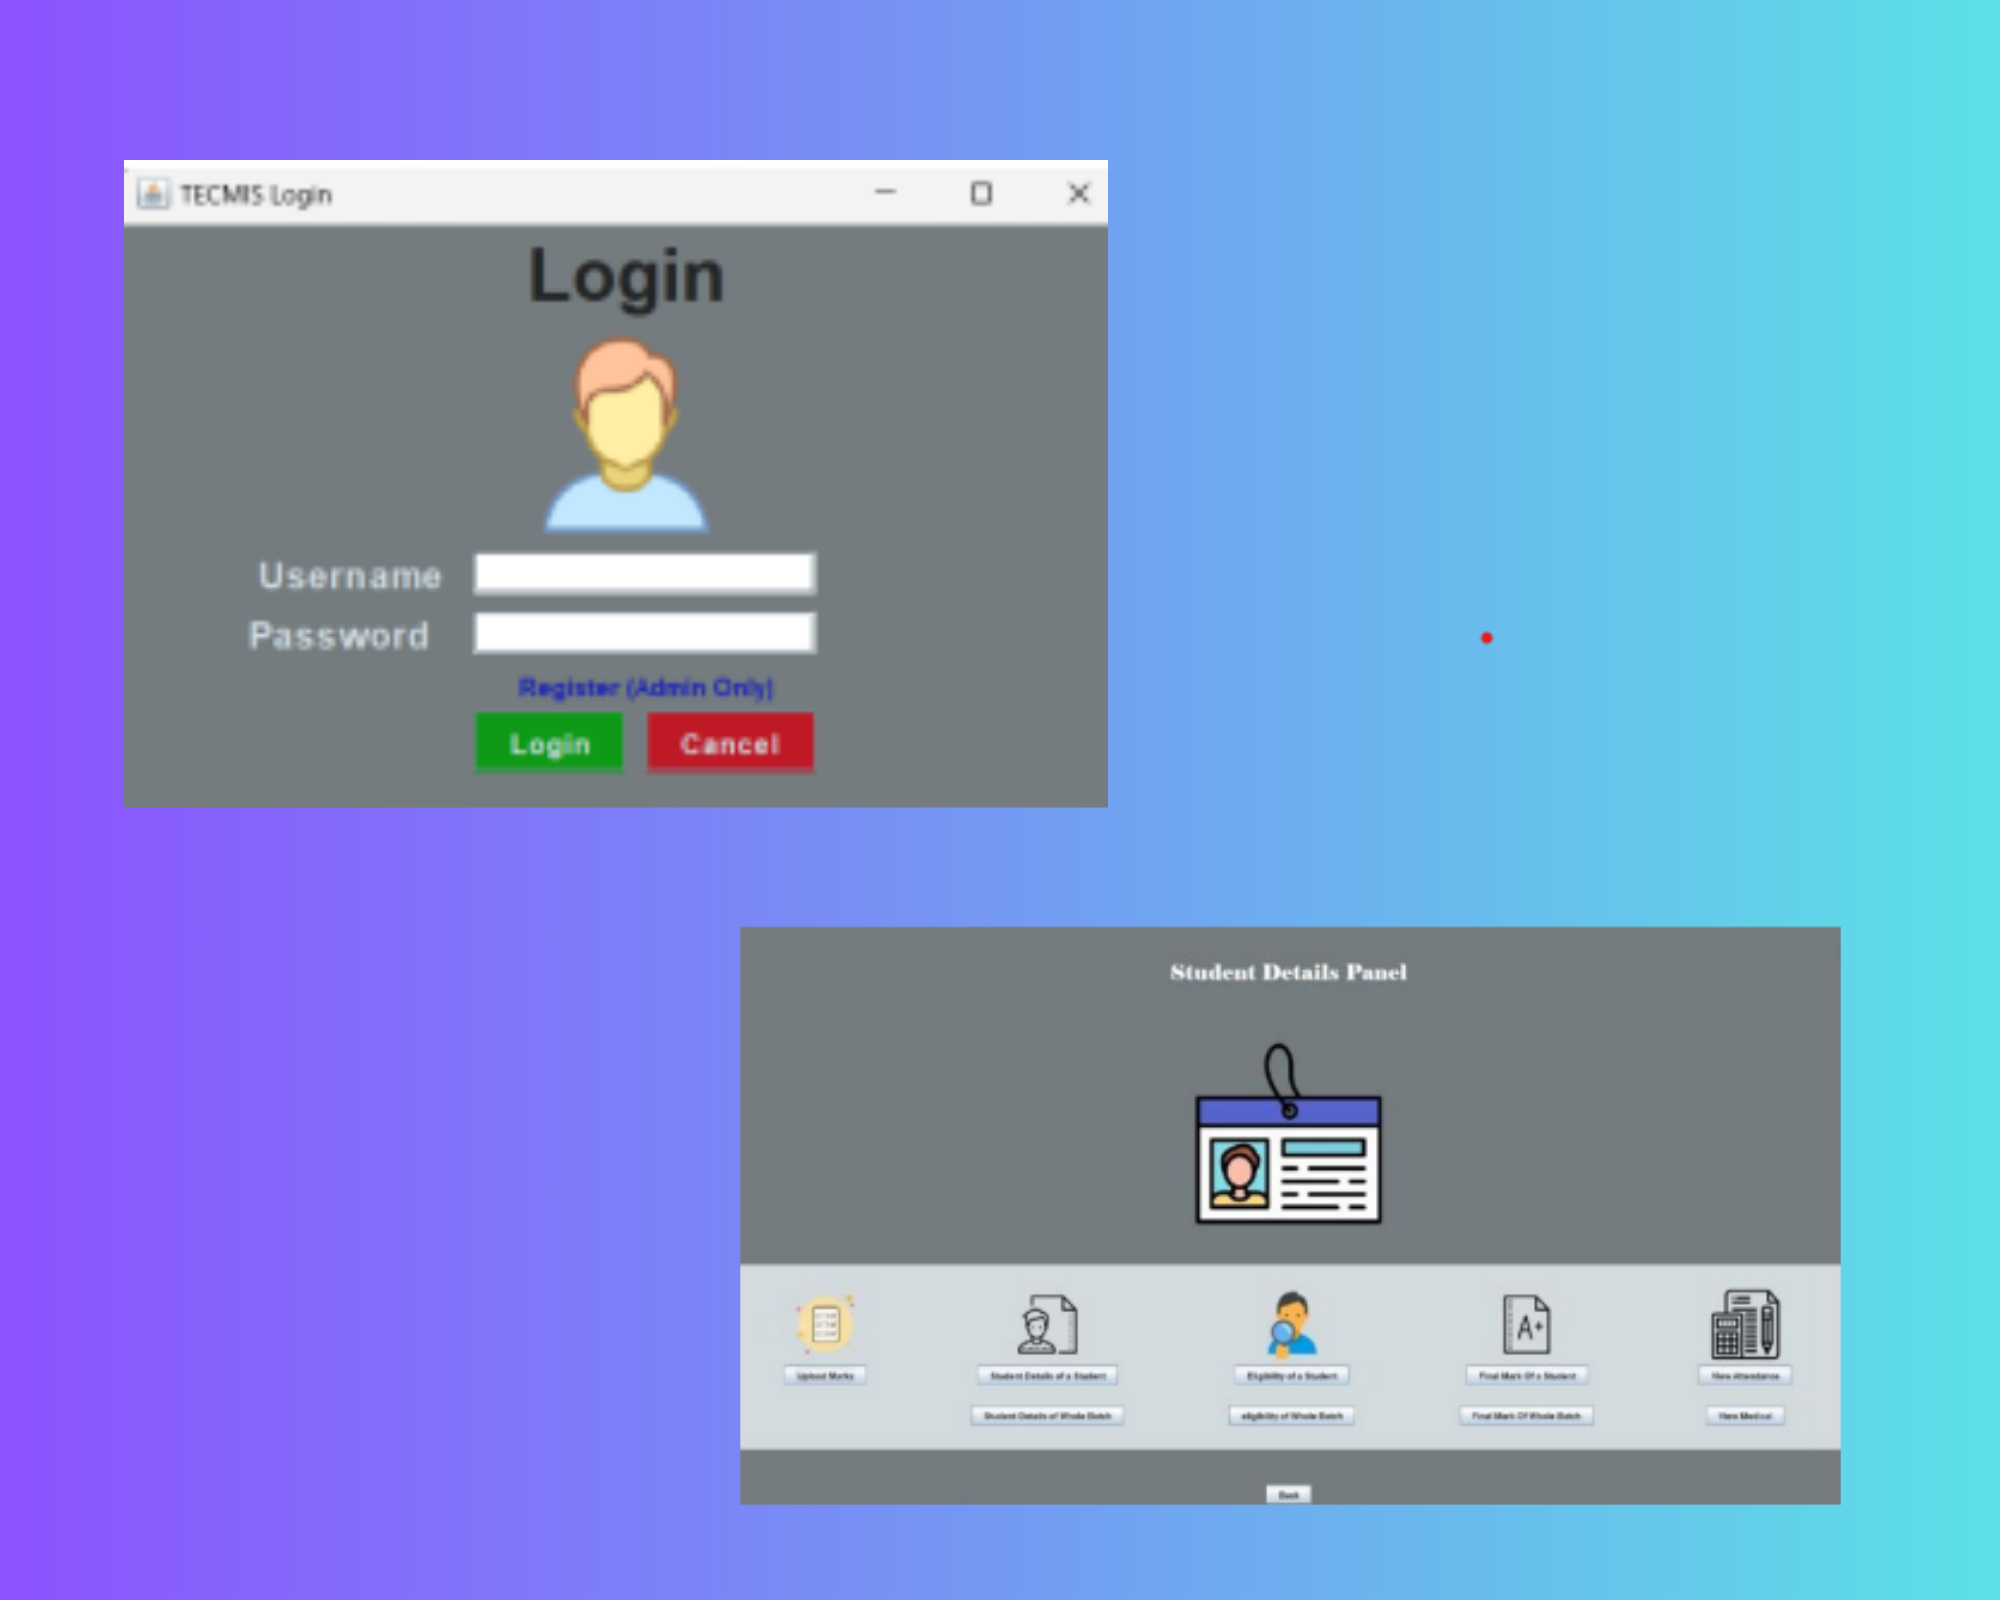 TECMIS Login
Login
Username
Password
Register (Admin Only)
Login
Cancel
Student Details Panel
A+
Upload Marks
Student Details of a Student
Eligibility of a Student
Final Mark Of a Student
View Attendance
Student Details of Whole Batch
eligibility of Whole Batch
Final Mark Of Whole Batch
View Medical
Back